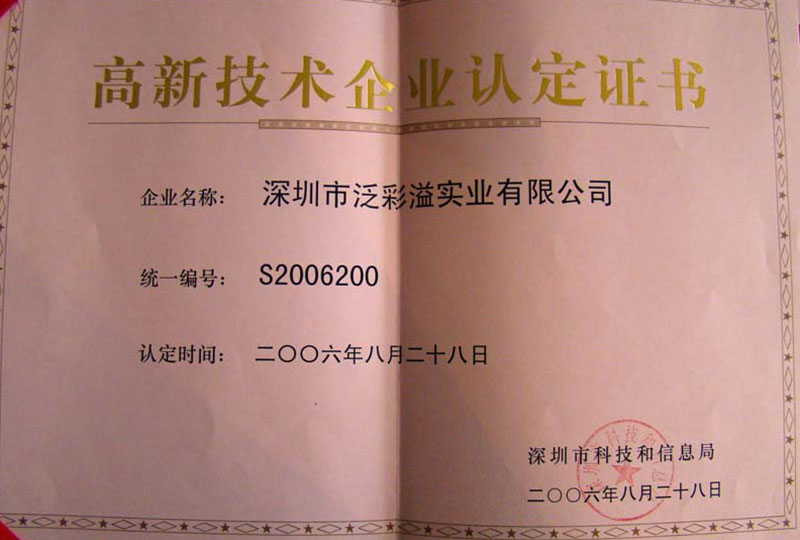 高新技术企业认定证书
企业名称： 深圳市泛彩溢实业有限公司
统一编号： S2006200
认定时间： 二〇〇六年八月二十八日
深圳市科技和信息局
二〇〇六年八月二十八日